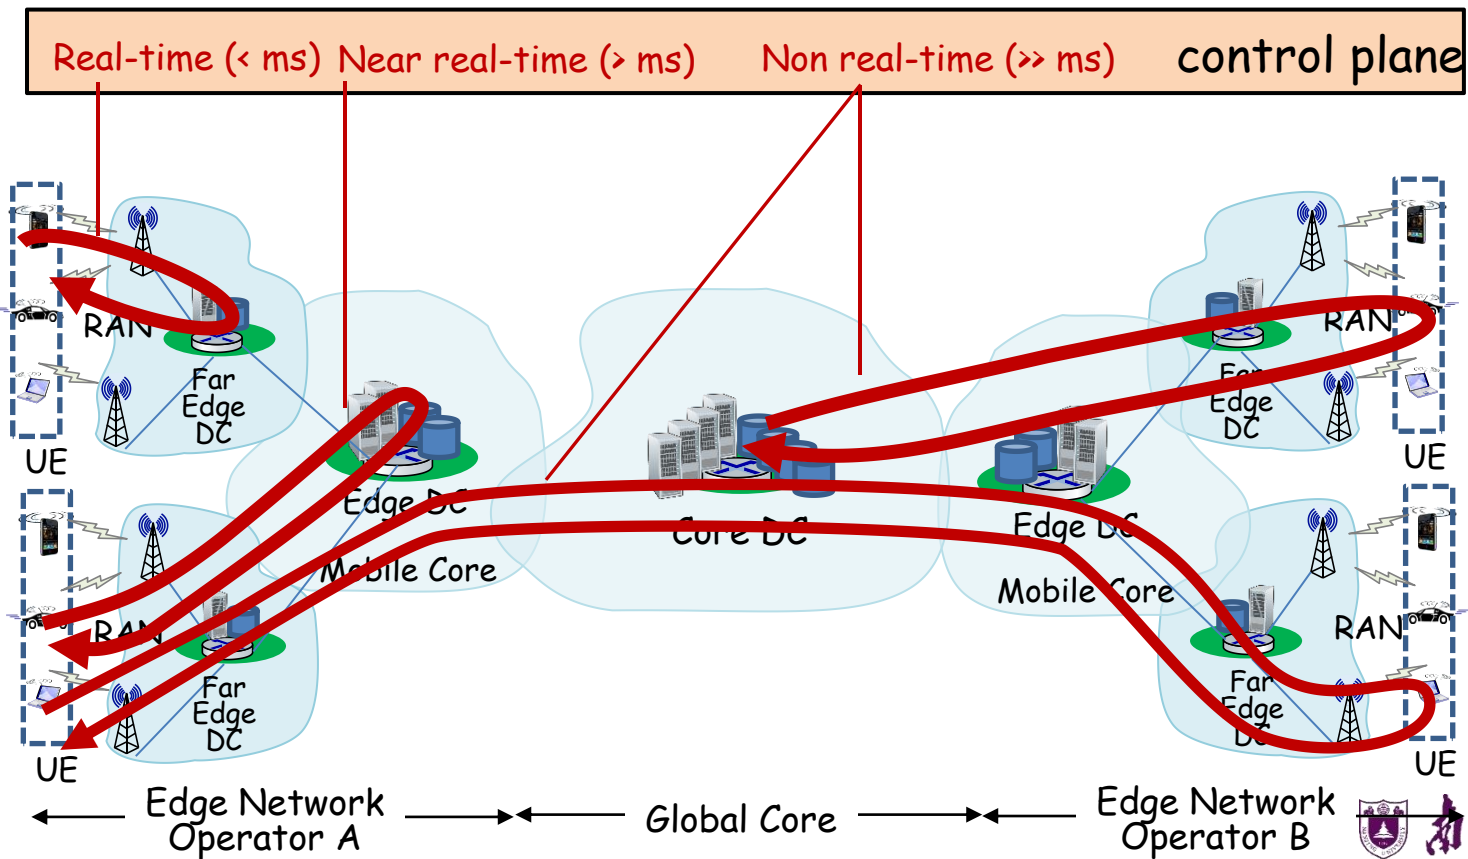 Real-time (< ms)
Near real-time (> ms)
Non real-time (>> ms)
control plane
RAN
Far
Edge
DC
UE
RAN
Far
Edge
DC
UE
Edge DC
Mobile Core
Core DC
Edge DC
Mobile Core
RAN
Far
Edge
DC
UE
RAN
Far
Edge
DC
UE
Edge Network
Operator A
Global Core
Edge Network
Operator B